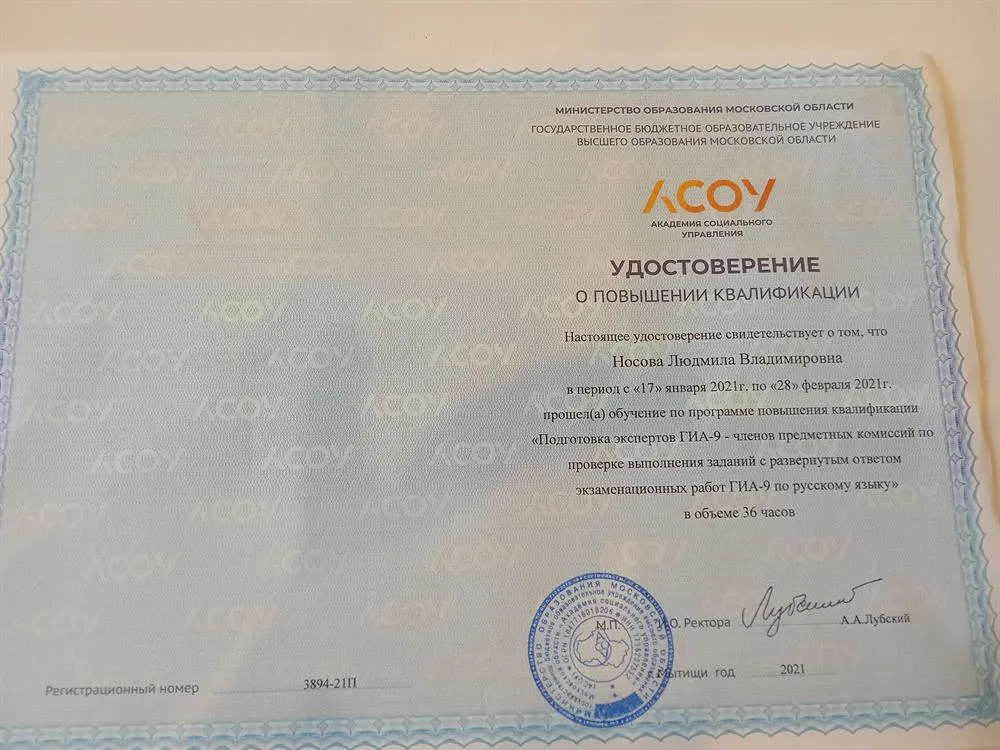 МИНИСТЕРСТВО ОБРАЗОВАНИЯ МОСКОВСКОЙ ОБЛАСТИ
ГОСУДАРСТВЕННОЕ БЮДЖЕТНОЕ ОБРАЗОВАТЕЛЬНОЕ УЧРЕЖДЕНИЕ
ВЫСШЕГО ОБРАЗОВАНИЯ МОСКОВСКОЙ ОБЛАСТИ
АСОУ
АКАДЕМИЯ СОЦИАЛЬНОГО
УПРАВЛЕНИЯ
УДОСТОВЕРЕНИЕ
О ПОВЫШЕНИИ КВАЛИФИКАЦИИ
Настоящее удостоверение свидетельствует о том, что
Носова Людмила Владимировна
в период с «17» января 2021г. по «28» февраля 2021г.
прошел(а) обучение по программе повышения квалификации
«Подготовка экспертов ГИА-9 - членов предметных комиссий по
проверке выполнения заданий с развернутым ответом
экзаменационных работ ГИА-9 по русскому языку»
в объеме 36 часов
М.П.
И.О. Ректора А.А.Лубский
Мытищи год 2021
Регистрационный номер 3894-21П